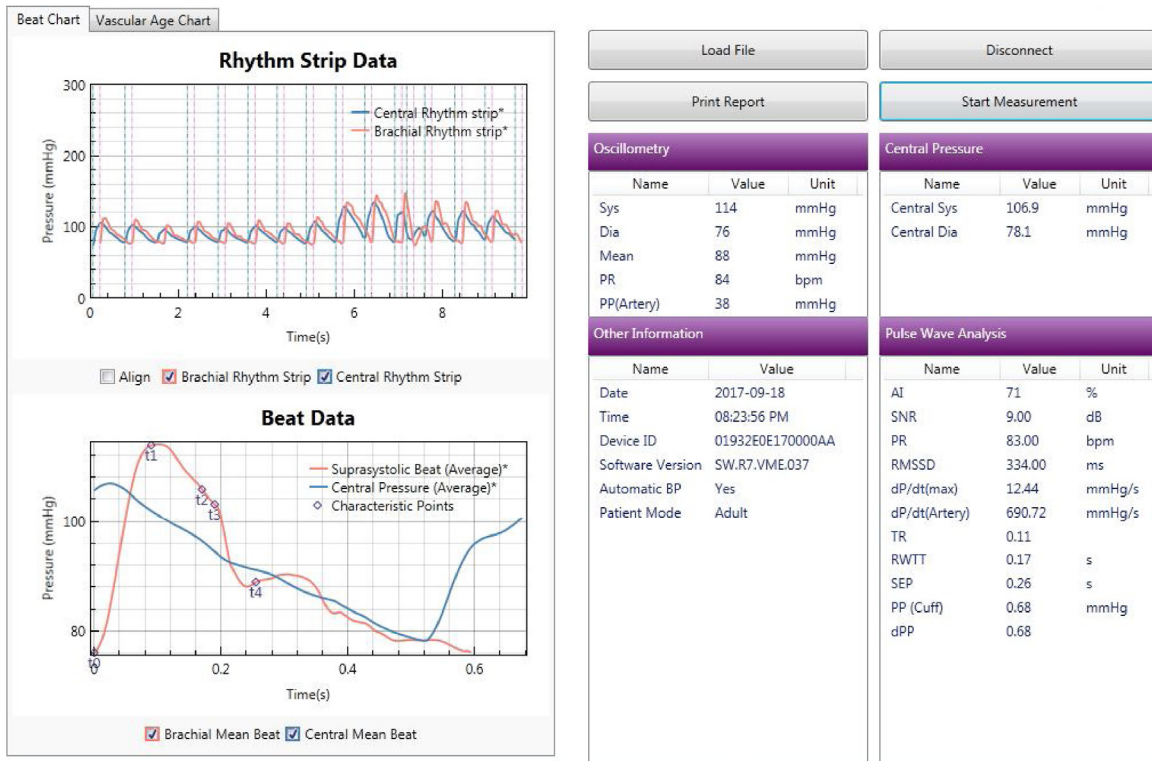 Beat Chart
Vascular Age Chart
Rhythm Strip Data
300
200
100
0
Pressure (mmHg)
Central Rhythm strip*
Brachial Rhythm strip*
0 2 4 6 8
Time(s)
Align Brachial Rhythm Strip Central Rhythm Strip
Beat Data
100
80
Pressure (mmHg)
Suprasystolic Beat (Average)*
Central Pressure (Average)*
Characteristic Points
t1
t2
t3
t4
t0
0 0.2 0.4 0.6
Time(s)
Brachial Mean Beat Central Mean Beat
Load File
Disconnect
Print Report
Start Measurement
Oscillometry
Name Value Unit
Sys 114 mmHg
Dia 76 mmHg
Mean 88 mmHg
PR 84 bpm
PP(Artery) 38 mmHg
Central Pressure
Name Value Unit
Central Sys 106.9 mmHg
Central Dia 78.1 mmHg
Other Information
Name Value
Date 2017-09-18
Time 08:23:56 PM
Device ID 01932E0E170000AA
Software Version SW.R7.VME.037
Automatic BP Yes
Patient Mode Adult
Pulse Wave Analysis
Name Value Unit
AI 71 %
SNR 9.00 dB
PR 83.00 bpm
RMSSD 334.00 ms
dP/dt(max) 12.44 mmHg/s
dP/dt(Artery) 690.72 mmHg/s
TR 0.11
RWTT 0.17 s
SEP 0.26 s
PP (Cuff) 0.68 mmHg
dPP 0.68